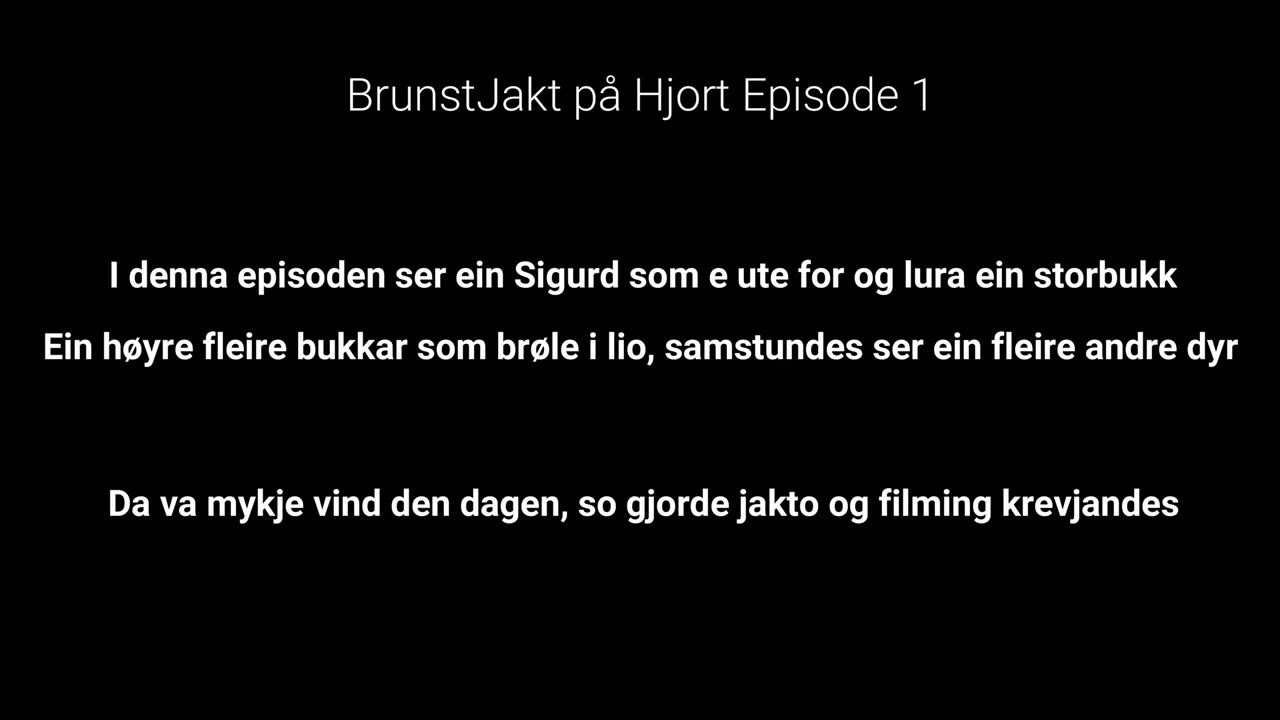 BrunstJakt på Hjort Episode 1
I denna episoden ser ein Sigurd som e ute for og lura ein storbukk
Ein høyre fleire bukkar som brøle i lio, samstundes ser ein fleire andre dyr
Da va mykje vind den dagen, so gjorde jakto og filming krevjandes